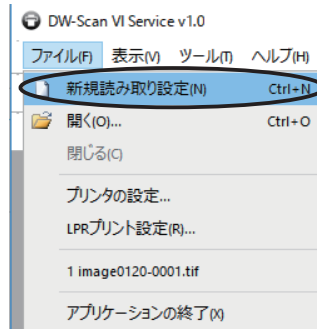 DW-Scan VI Service v1.0
ファイル(F) 表示(V) ツール(T) ヘルプ(H)
新規読み取り設定(N) Ctrl+N
開く(O)... Ctrl+O
閉じる(C)
プリンタの設定...
LPRプリント設定(R)...
1 image0120-0001.tif
アプリケーションの終了(X)